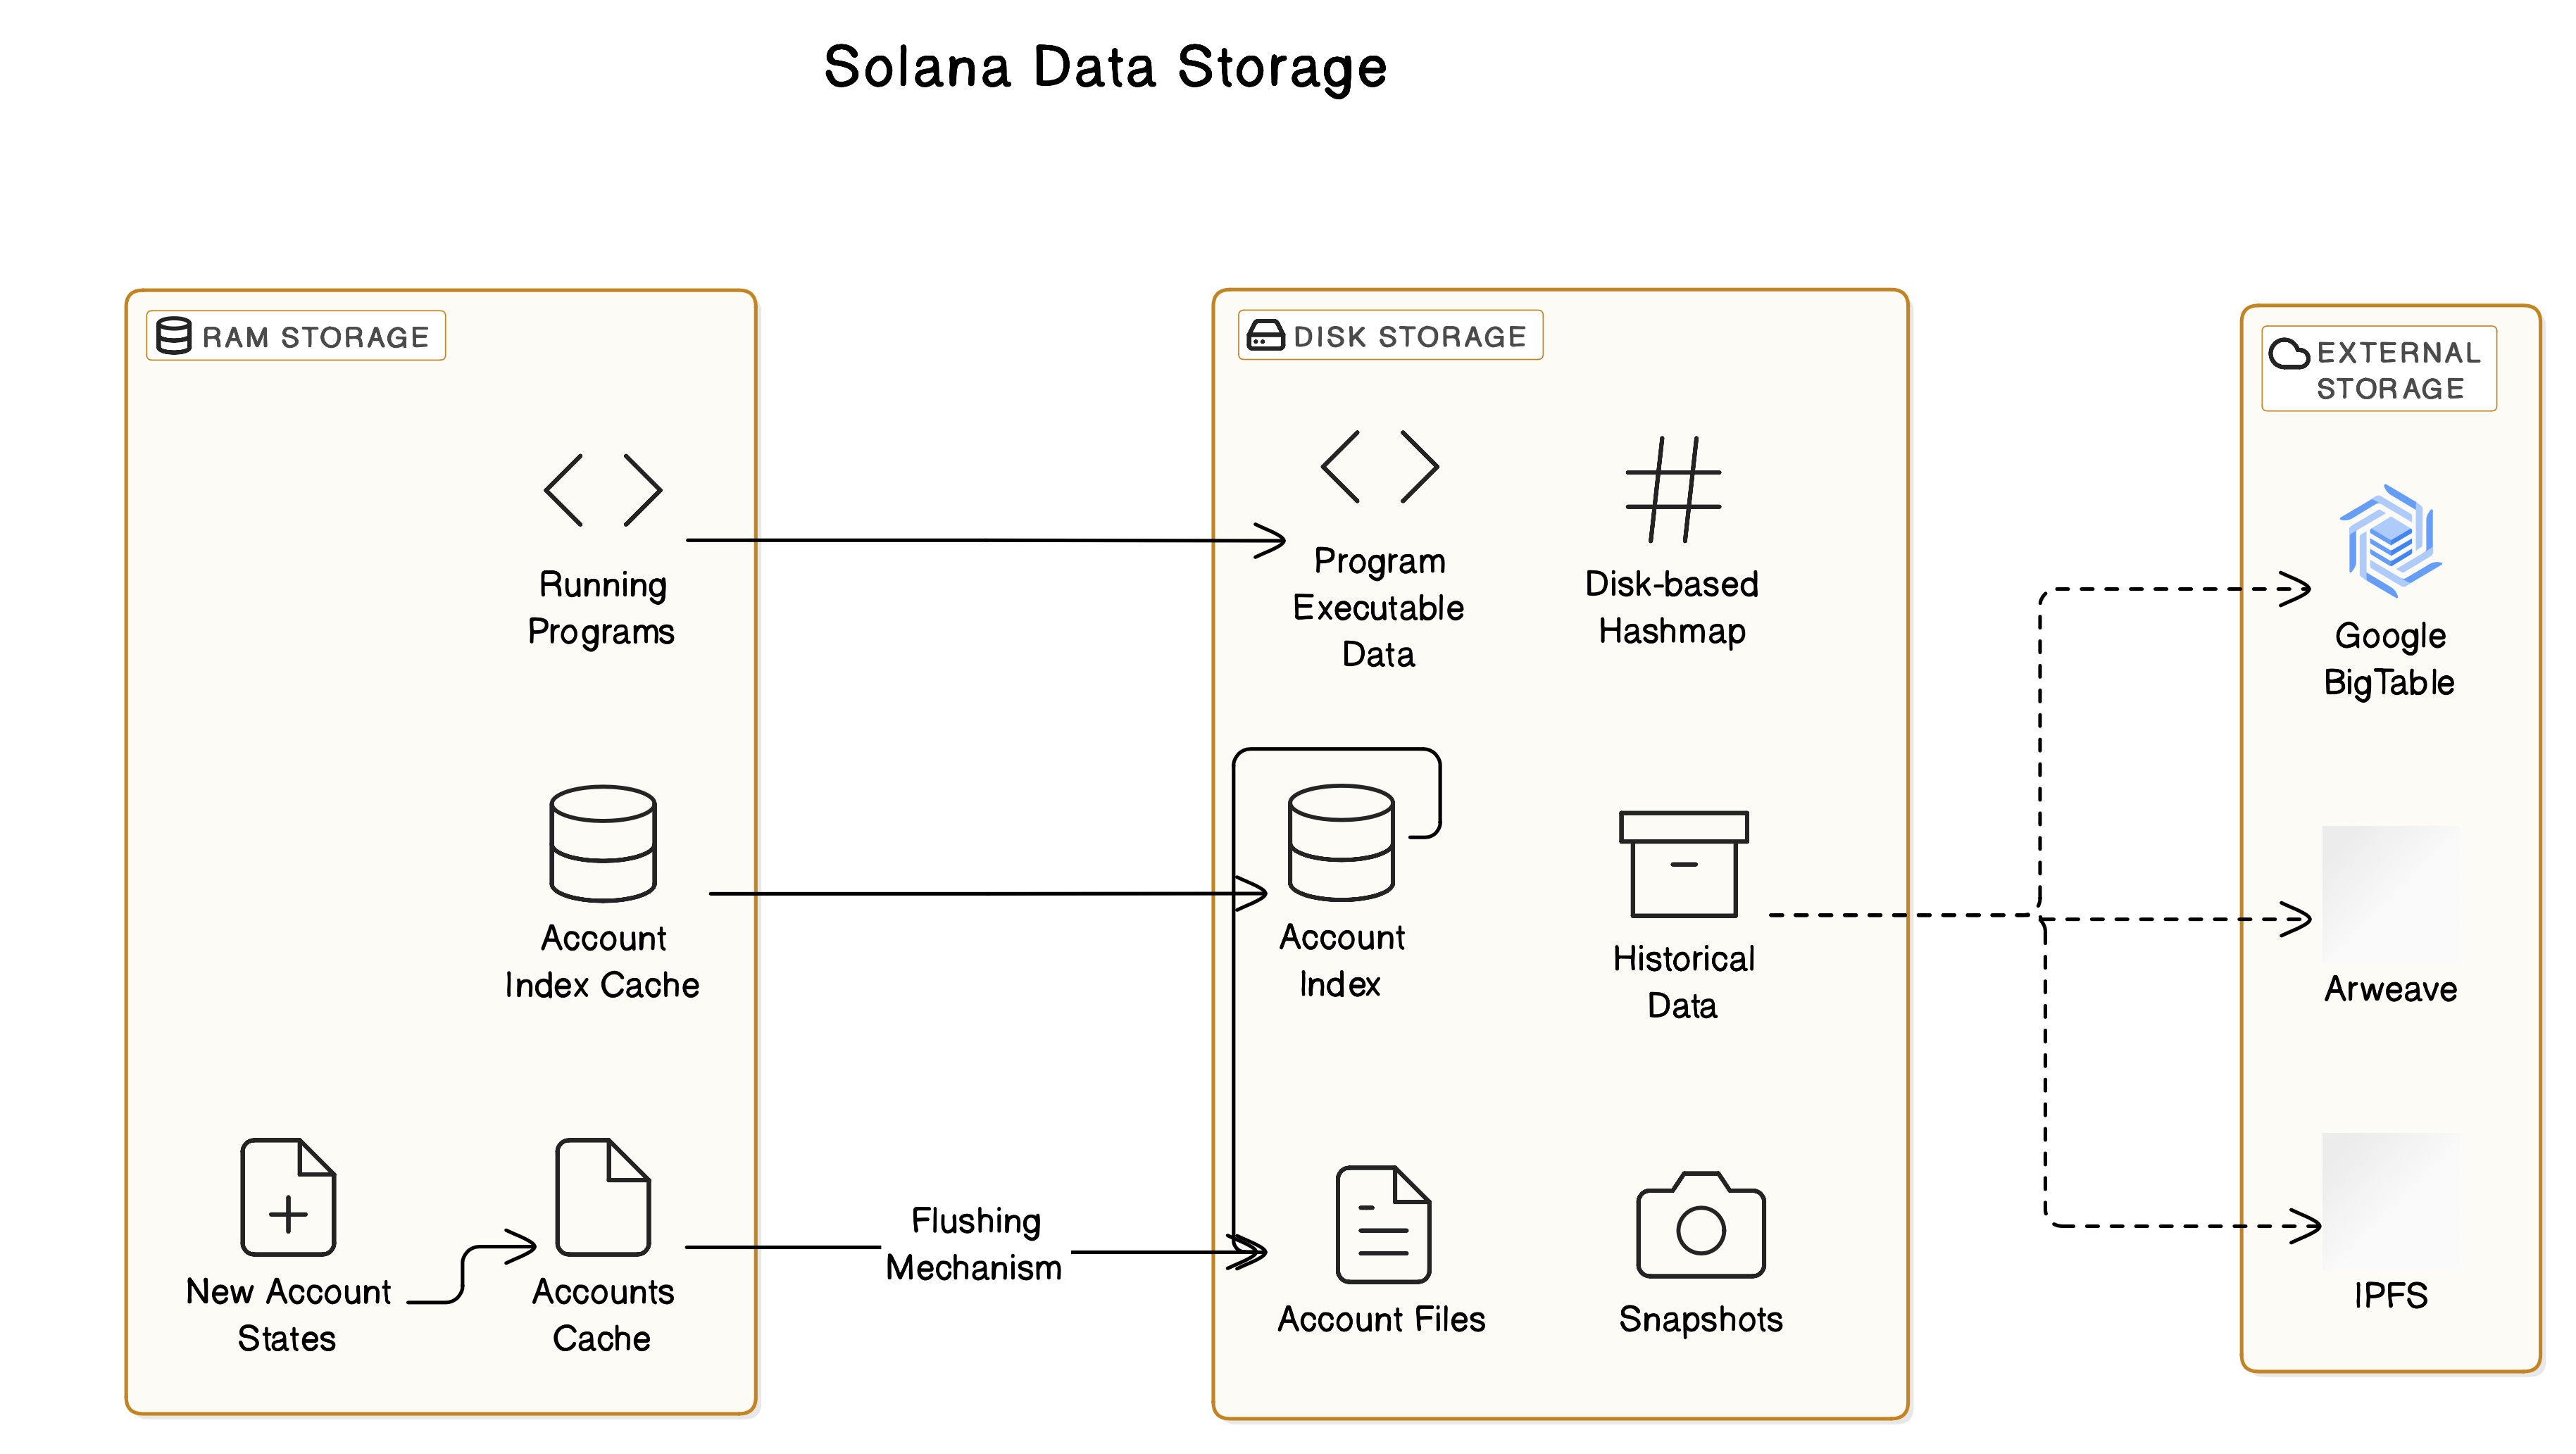 Solana Data Storage
RAM STORAGE
Running
Programs
Account
Index Cache
New Account
States
Accounts
Cache
Flushing
Mechanism
DISK STORAGE
Program
Executable
Data
Disk-based
Hashmap
Account
Index
Historical
Data
Account Files
Snapshots
EXTERNAL
STORAGE
Google
BigTable
Arweave
IPFS